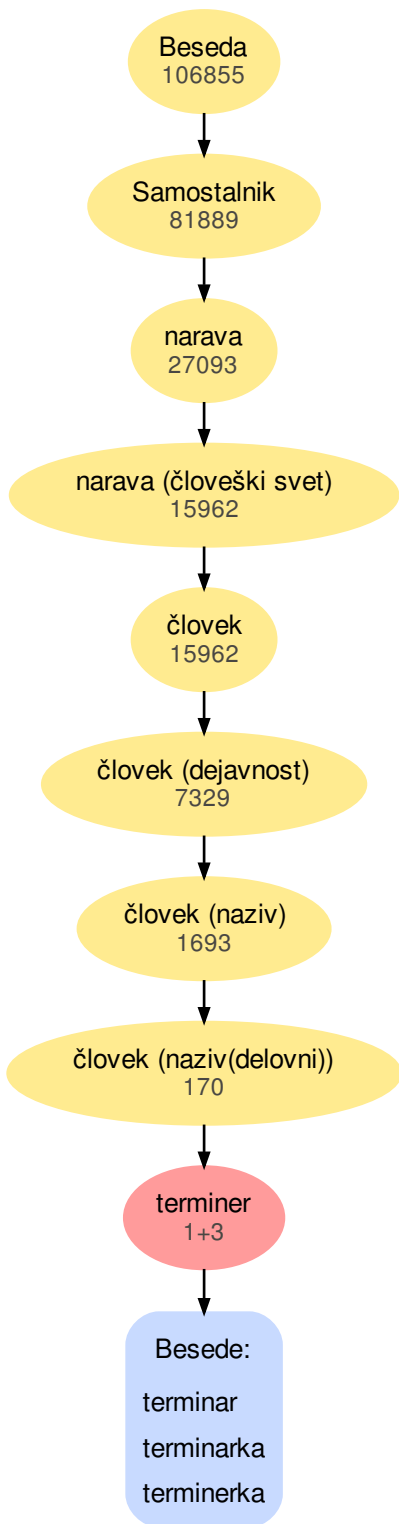 Beseda
106855
Samostalnik
81889
narava
27093
narava (človeški svet)
15962
človek
15962
človek (dejavnost)
7329
človek (naziv)
1693
človek (naziv(delovni))
170
terminer
1+3
Besede:
terminar
terminarka
terminerka